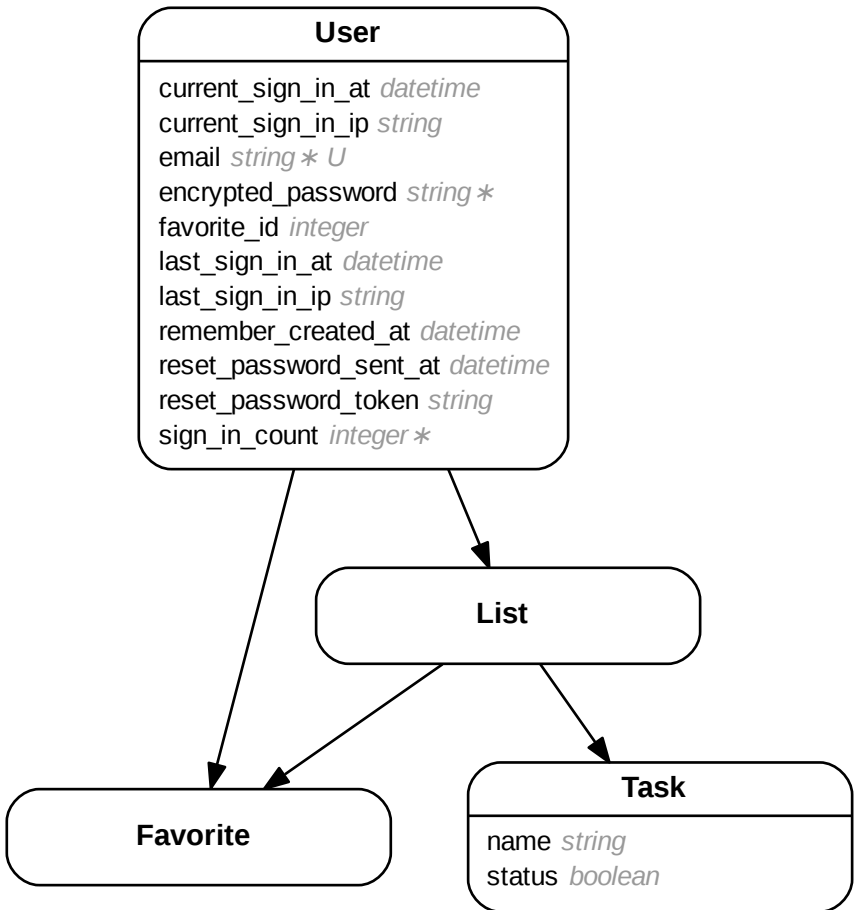 User
current_sign_in_at datetime
current_sign_in_ip string
email string∗ U
encrypted_password string∗
favorite_id integer
last_sign_in_at datetime
last_sign_in_ip string
remember_created_at datetime
reset_password_sent_at datetime
reset_password_token string
sign_in_count integer∗
List
Favorite
Task
name string
status boolean